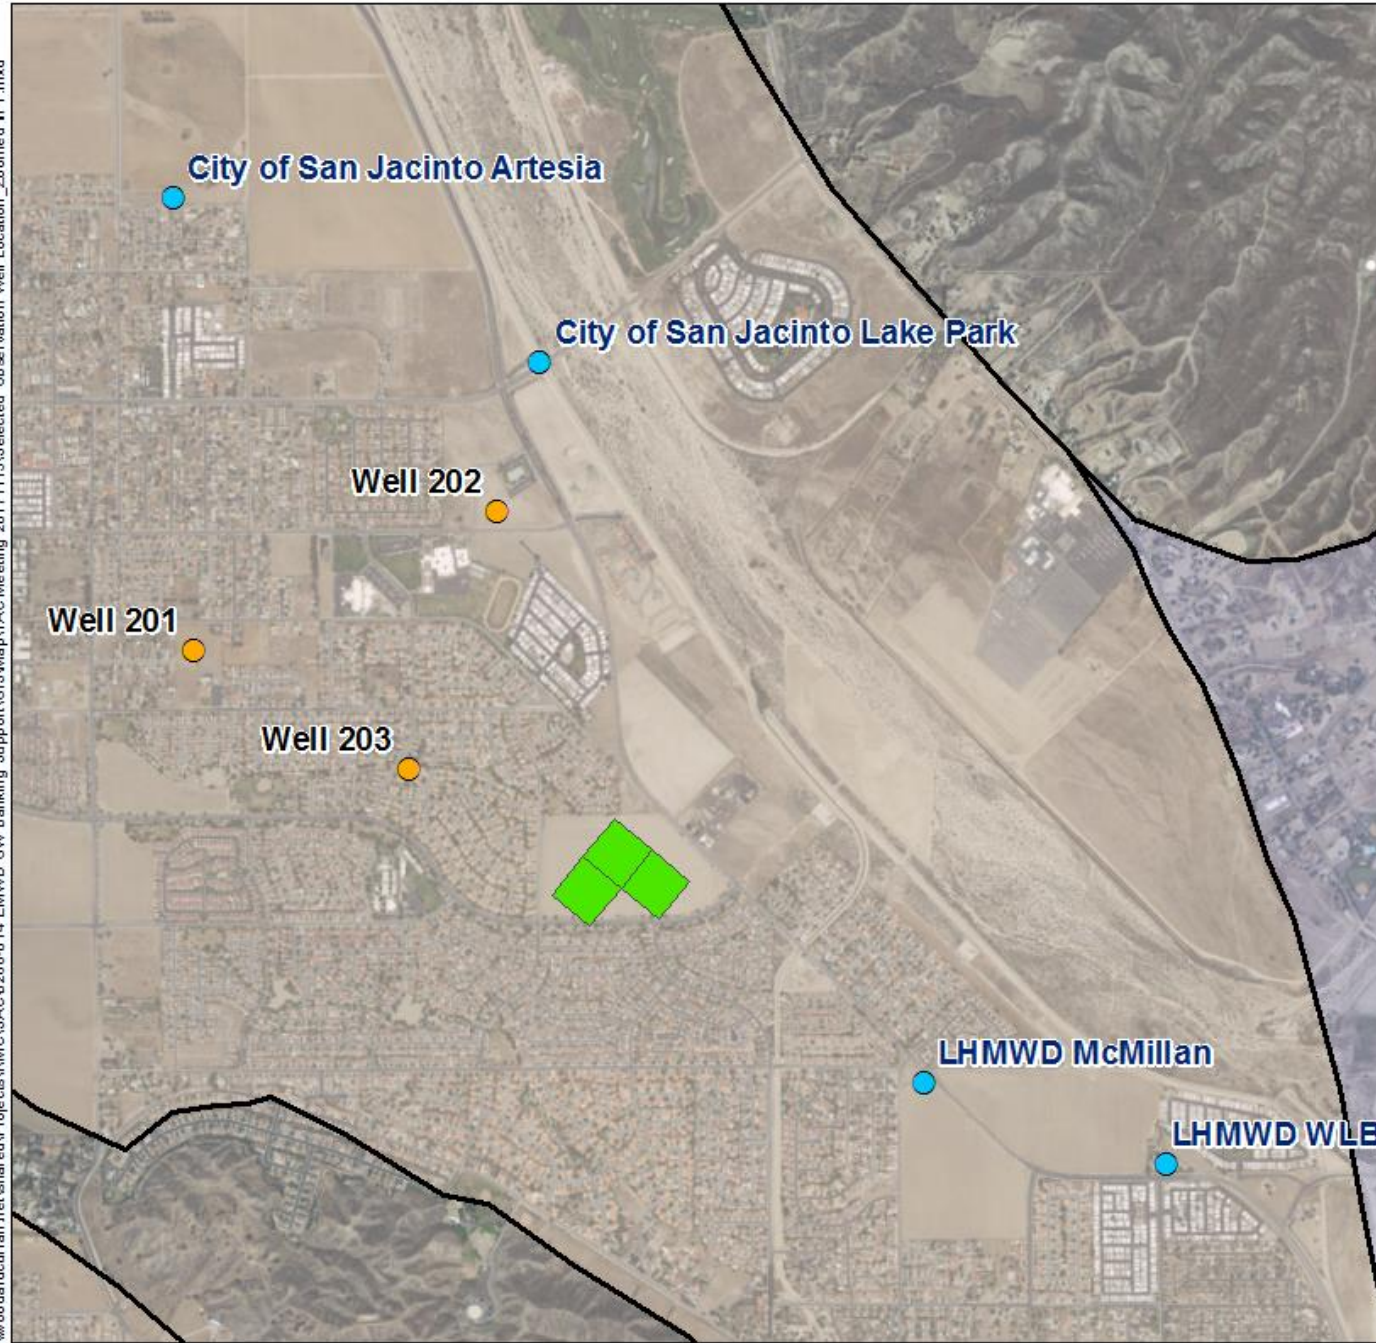 City of San Jacinto Artesia
City of San Jacinto Lake Park
Well 202
Well 201
Well 203
LHMWD McMillan
LHMWD WLB